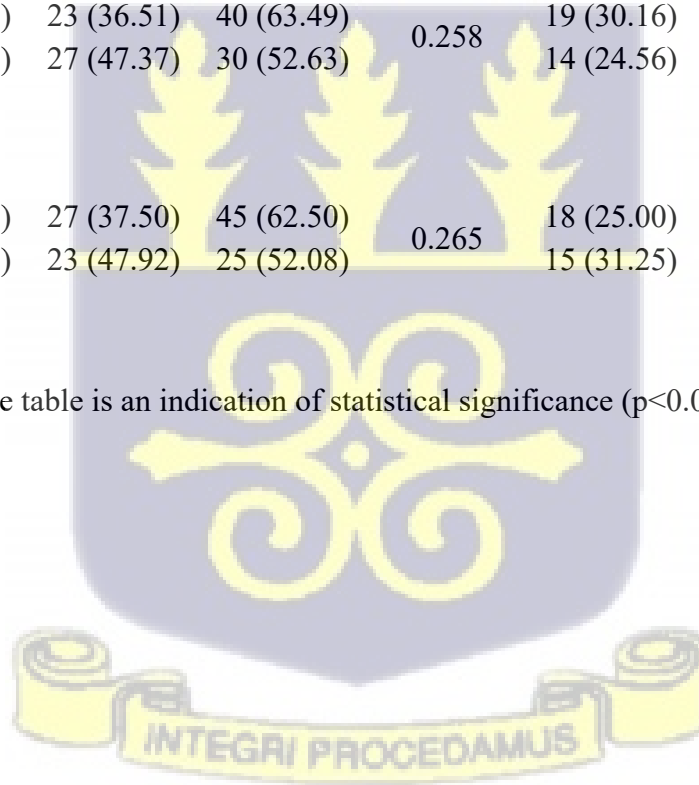 ) 23 (36.51) 40 (63.49) 0.258 19 (30.16)
) 27 (47.37) 30 (52.63) 14 (24.56)
) 27 (37.50) 45 (62.50) 0.265 18 (25.00)
) 23 (47.92) 25 (52.08) 15 (31.25)
e table is an indication of statistical significance (p<0.0
INTEGRI PROCEDAMUS